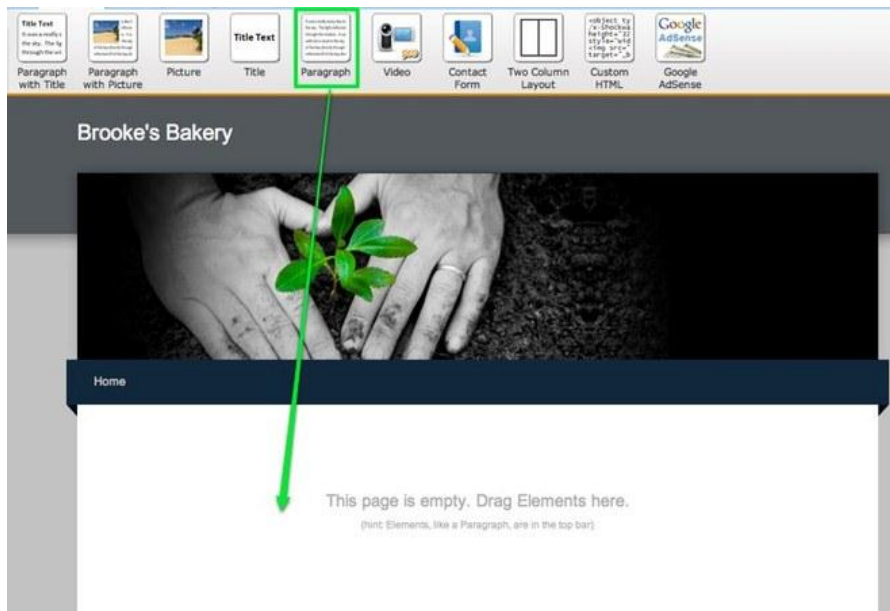 Title Text
Title Text
Google
AdSense
Paragraph with Title
Paragraph with Picture
Picture
Title
Paragraph
Video
Contact Form
Two Column Layout
Custom HTML
Google AdSense
Brooke's Bakery
Home
This page is empty. Drag Elements here.
(hint: Elements, like a Paragraph, are in the top bar)